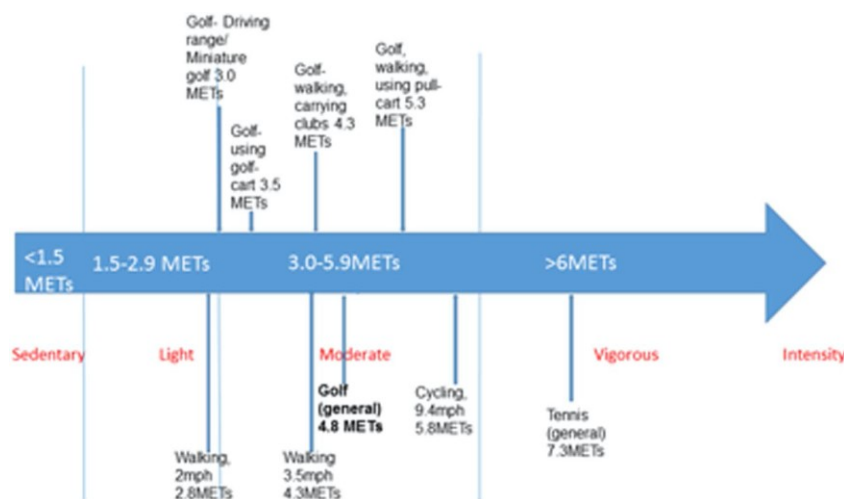 Golf- Driving
range/
Miniature
golf 3.0
METs
Golf-
using
golf-
cart 3.5
METs
Golf-
walking,
carrying
clubs 4.3
METs
Golf,
walking,
using pull-
cart 5.3
METs
<1.5
METs
1.5-2.9 METs
3.0-5.9METs
>6METs
Sedentary
Light
Moderate
Vigorous
Intensity
Walking,
2mph
2.8METs
Walking
3.5mph
4.3METs
Golf
(general)
4.8 METs
Cycling,
9.4mph
5.8METs
Tennis
(general)
7.3METs